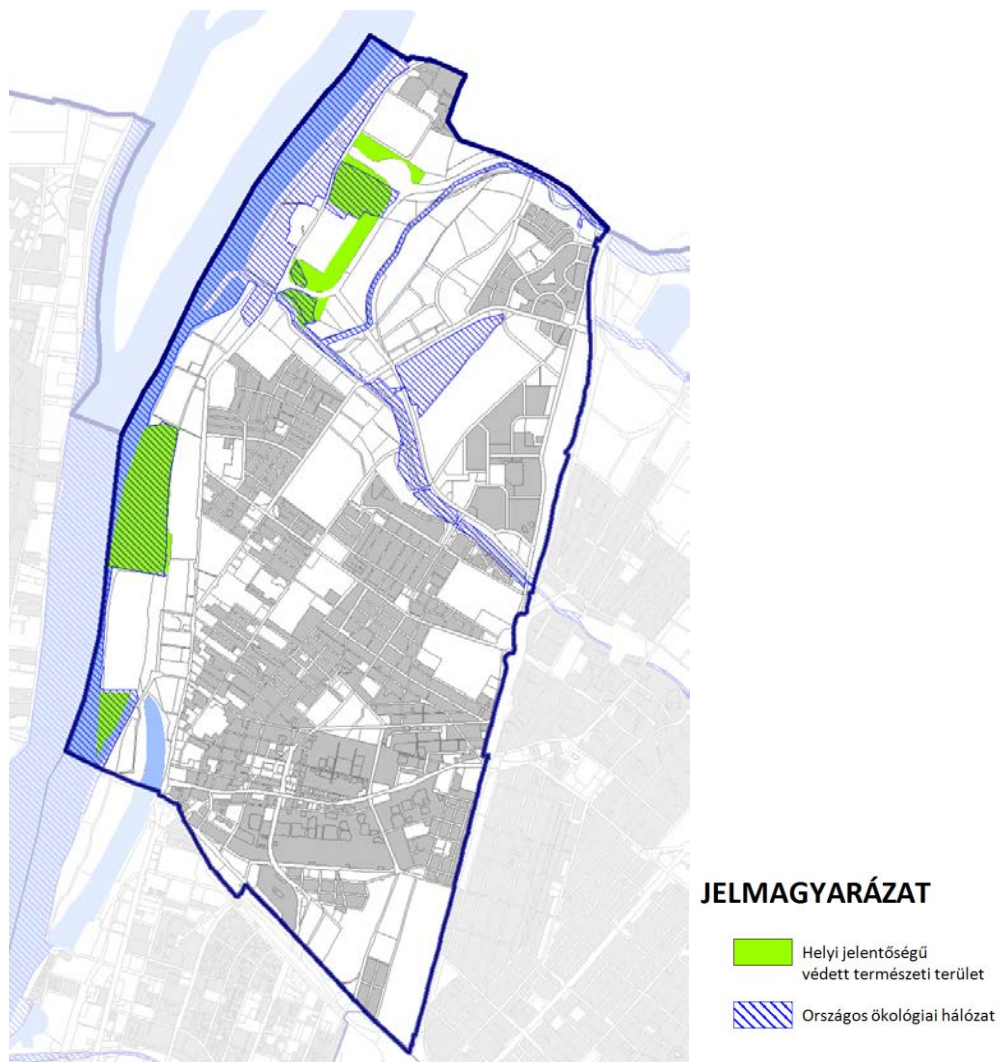 JELMAGYARÁZAT
Helyi jelentőségű
védett természeti terület
Országos ökológiai hálózat